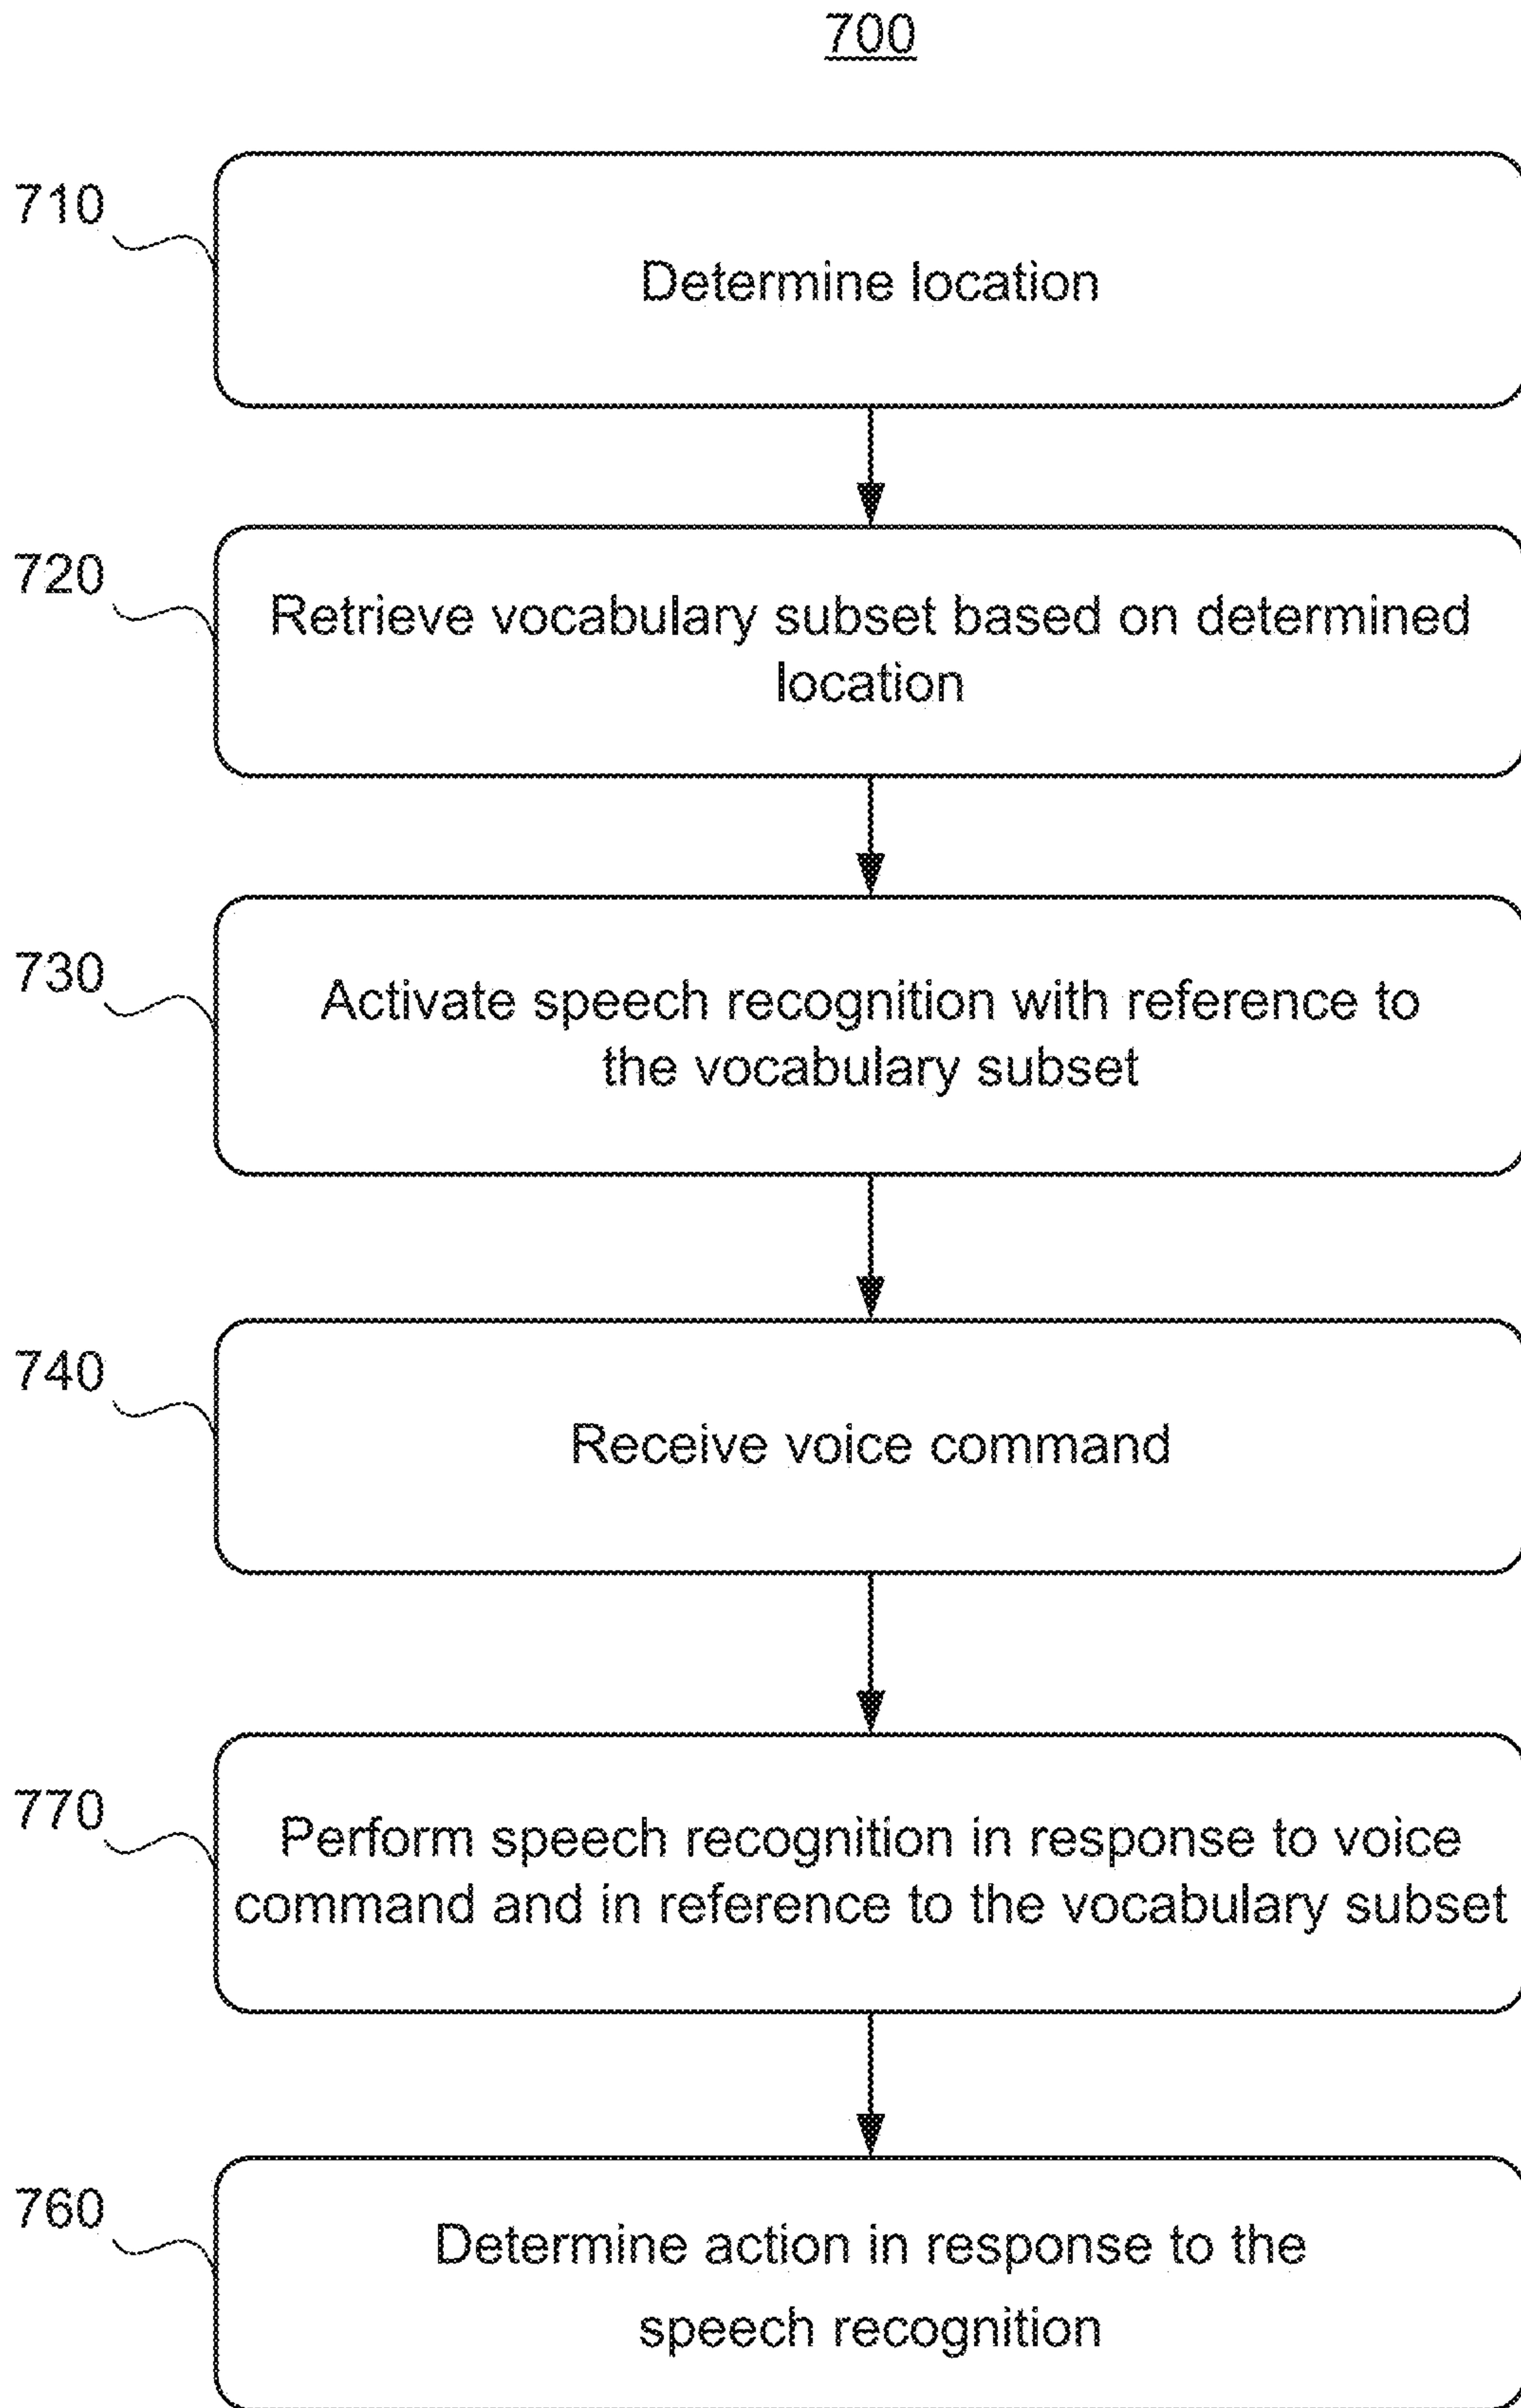 700
710
Determine location
720
Retrieve vocabulary subset based on determined
location
730
Activate speech recognition with reference to
the vocabulary subset
740
Receive voice command
770
Perform speech recognition in response to voice
command and in reference to the vocabulary subset
760
Determine action in response to the
speech recognition